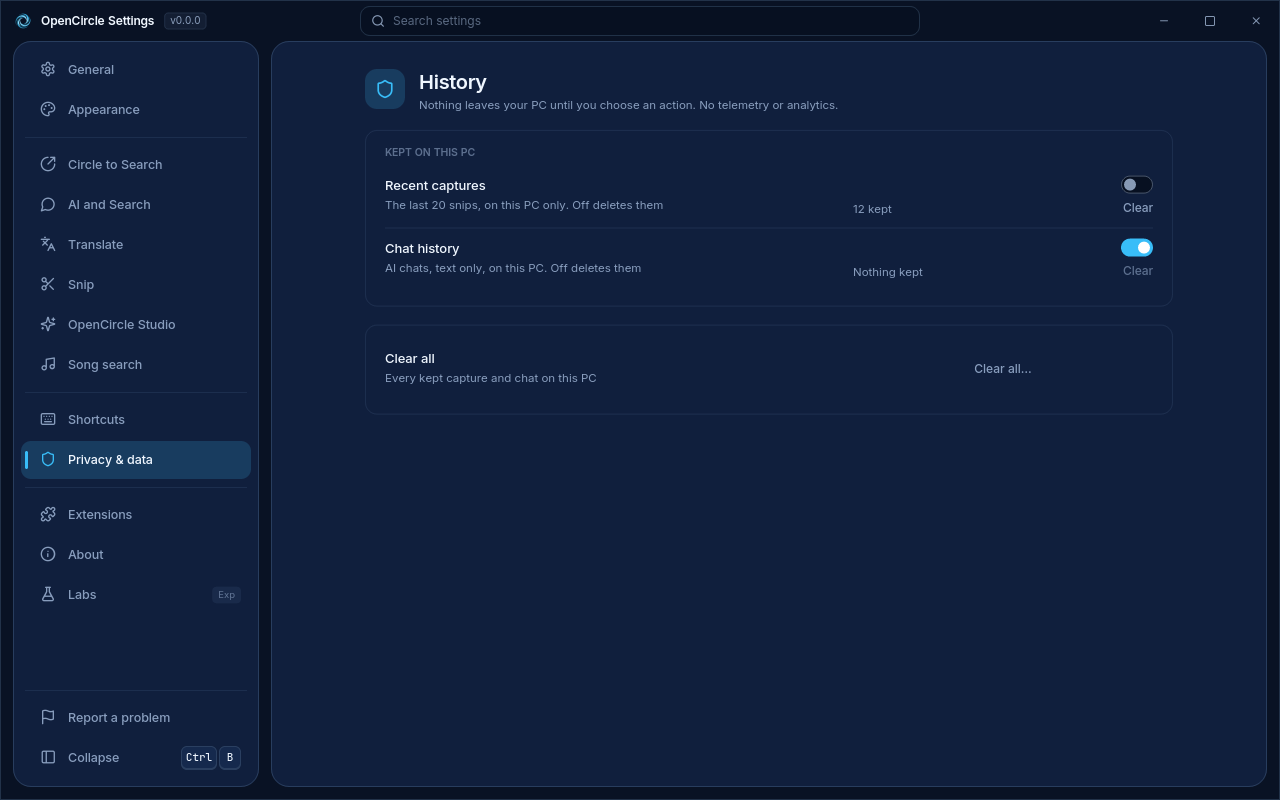 OpenCircle Settings v0.0.0
Search settings
General
Appearance
Circle to Search
AI and Search
Translate
Snip
OpenCircle Studio
Song search
Shortcuts
Privacy & data
Extensions
About
Labs Exp
Report a problem
Collapse Ctrl B
History
Nothing leaves your PC until you choose an action. No telemetry or analytics.
KEPT ON THIS PC
Recent captures
The last 20 snips, on this PC only. Off deletes them
12 kept
Clear
Chat history
AI chats, text only, on this PC. Off deletes them
Nothing kept
Clear
Clear all
Every kept capture and chat on this PC
Clear all...